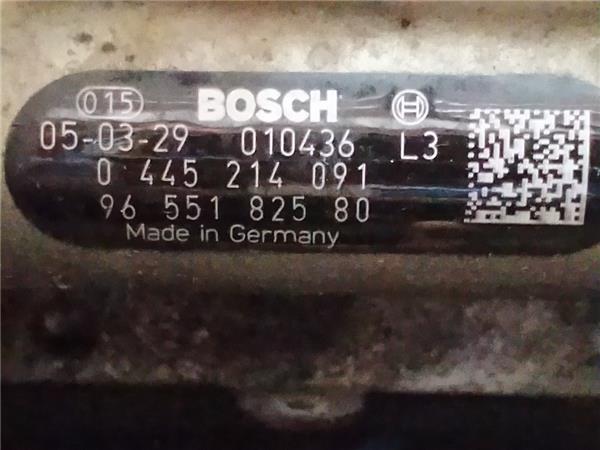 015 BOSCH
05-03-29 010436 L3
0 445 214 091
96 551 825 80
Made in Germany